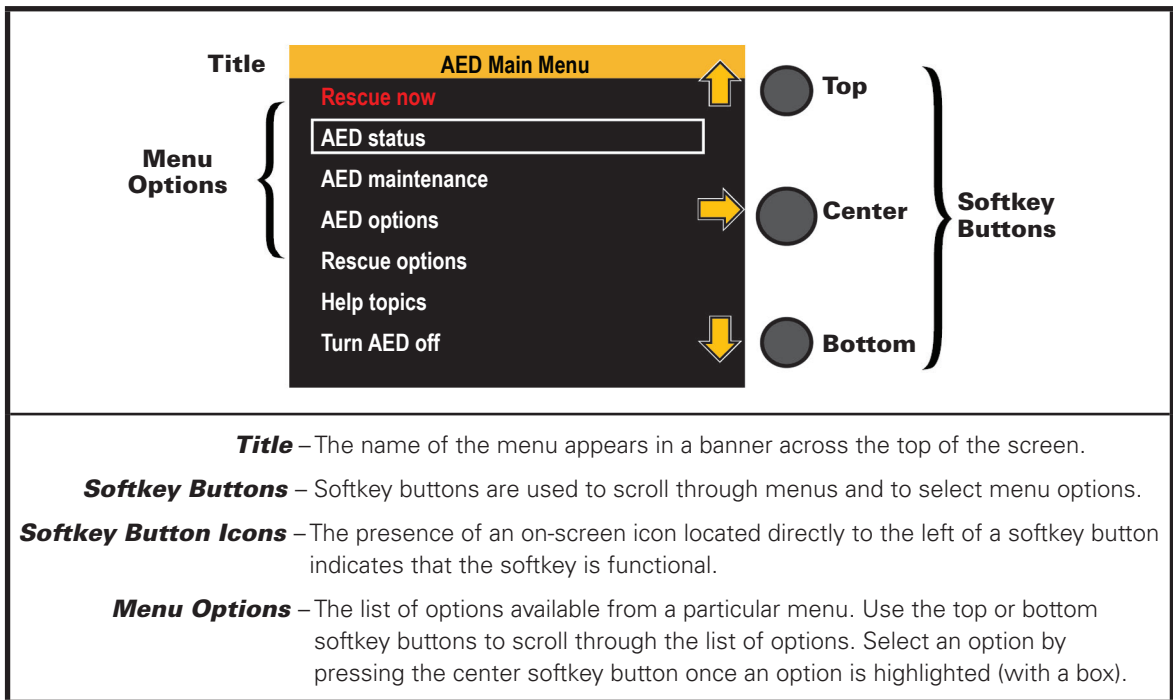 Title
AED Main Menu
Rescue now
AED status
AED maintenance
AED options
Rescue options
Help topics
Turn AED off
Menu
Options
Top
Center
Bottom
Softkey
Buttons
Title – The name of the menu appears in a banner across the top of the screen.
Softkey Buttons – Softkey buttons are used to scroll through menus and to select menu options.
Softkey Button Icons – The presence of an on-screen icon located directly to the left of a softkey button
indicates that the softkey is functional.
Menu Options – The list of options available from a particular menu. Use the top or bottom
softkey buttons to scroll through the list of options. Select an option by
pressing the center softkey button once an option is highlighted (with a box).